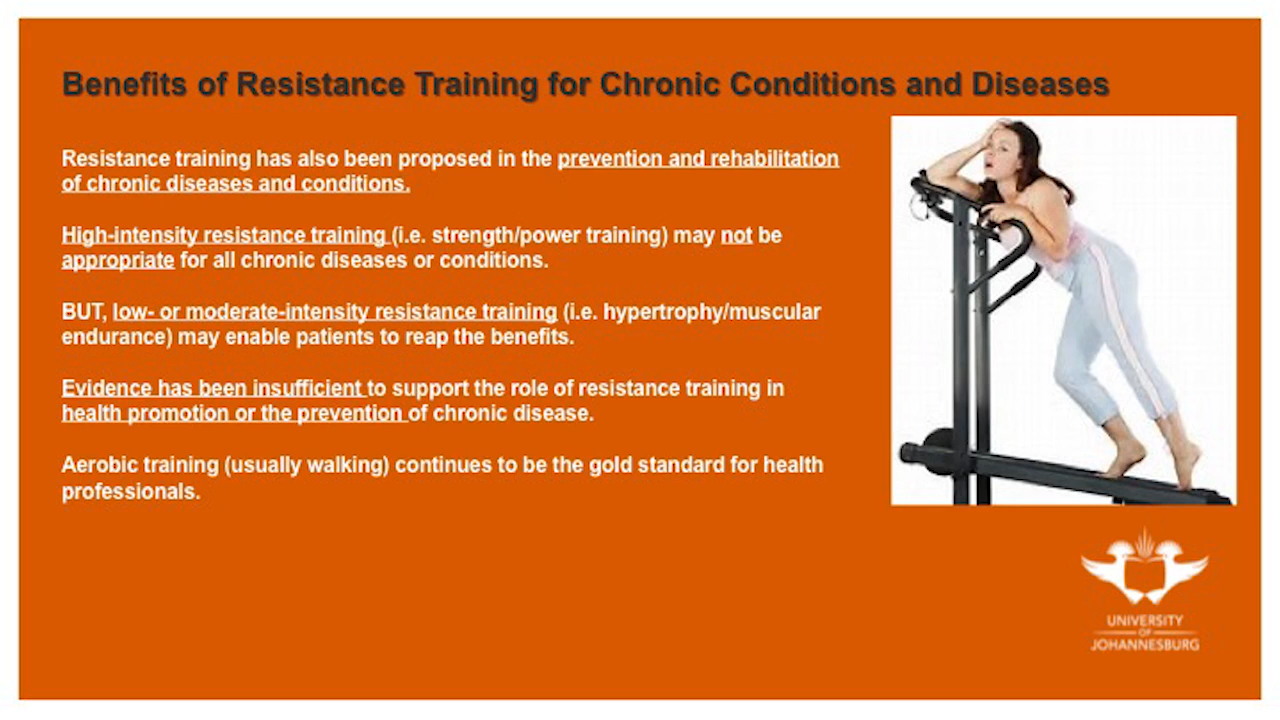 Benefits of Resistance Training for Chronic Conditions and Diseases
Resistance training has also been proposed in the prevention and rehabilitation
of chronic diseases and conditions.
High-intensity resistance training (i.e. strength/power training) may not be
appropriate for all chronic diseases or conditions.
BUT, low- or moderate-intensity resistance training (i.e. hypertrophy/muscular
endurance) may enable patients to reap the benefits.
Evidence has been insufficient to support the role of resistance training in
health promotion or the prevention of chronic disease.
Aerobic training (usually walking) continues to be the gold standard for health
professionals.
UNIVERSITY
OF
JOHANNESBURG